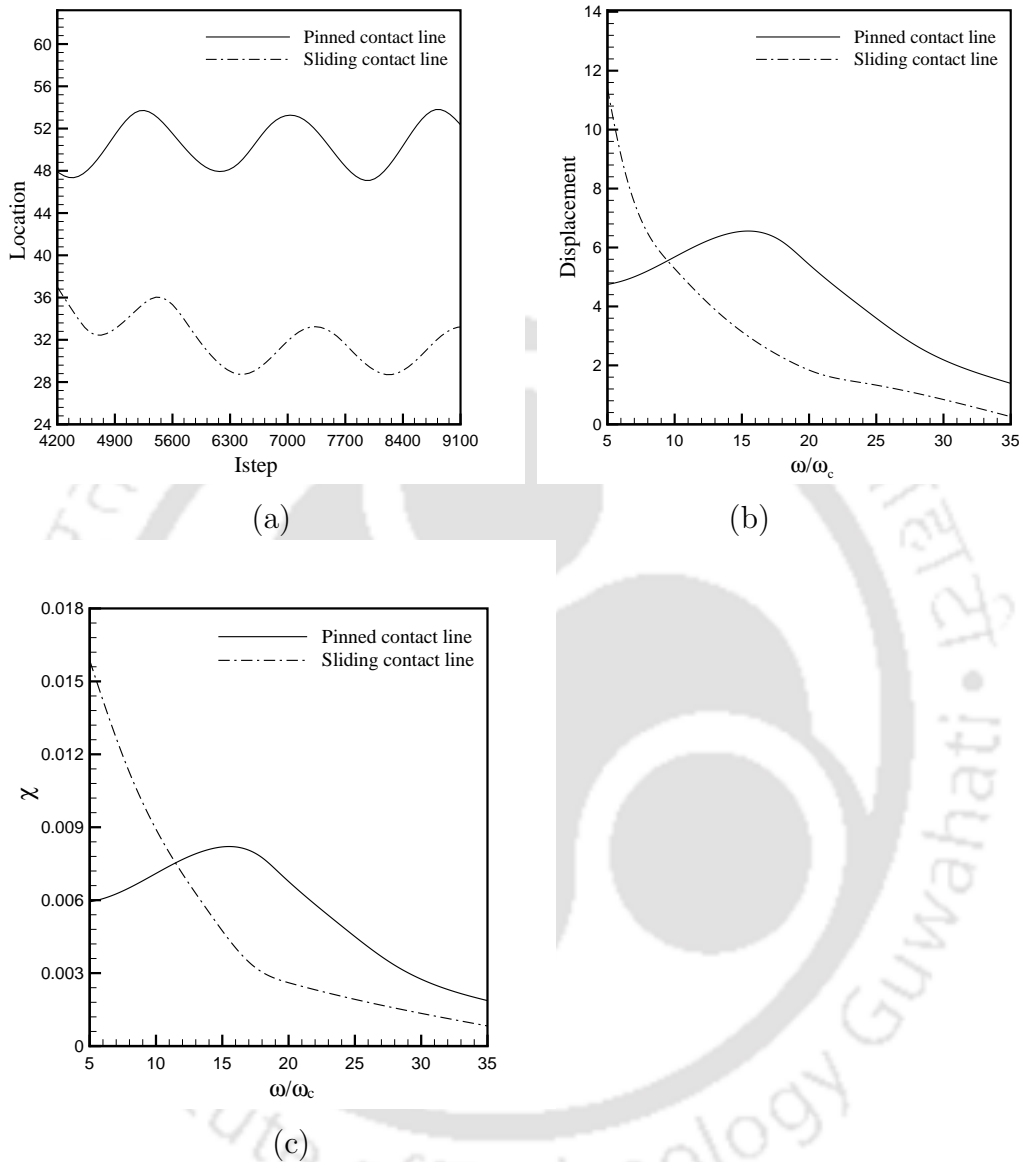 Pinned contact line
Sliding contact line
60
56
52
48
44
40
36
32
28
24
Location
4200 4900 5600 6300 7000 7700 8400 9100
Istep
(a)
Pinned contact line
Sliding contact line
14
12
10
8
6
4
2
0
Displacement
5 10 15 20 25 30 35
ω/ωc
(b)
Pinned contact line
Sliding contact line
0.018
0.015
0.012
0.009
0.006
0.003
0
χ
5 10 15 20 25 30 35
ω/ωc
(c)
Guwahati